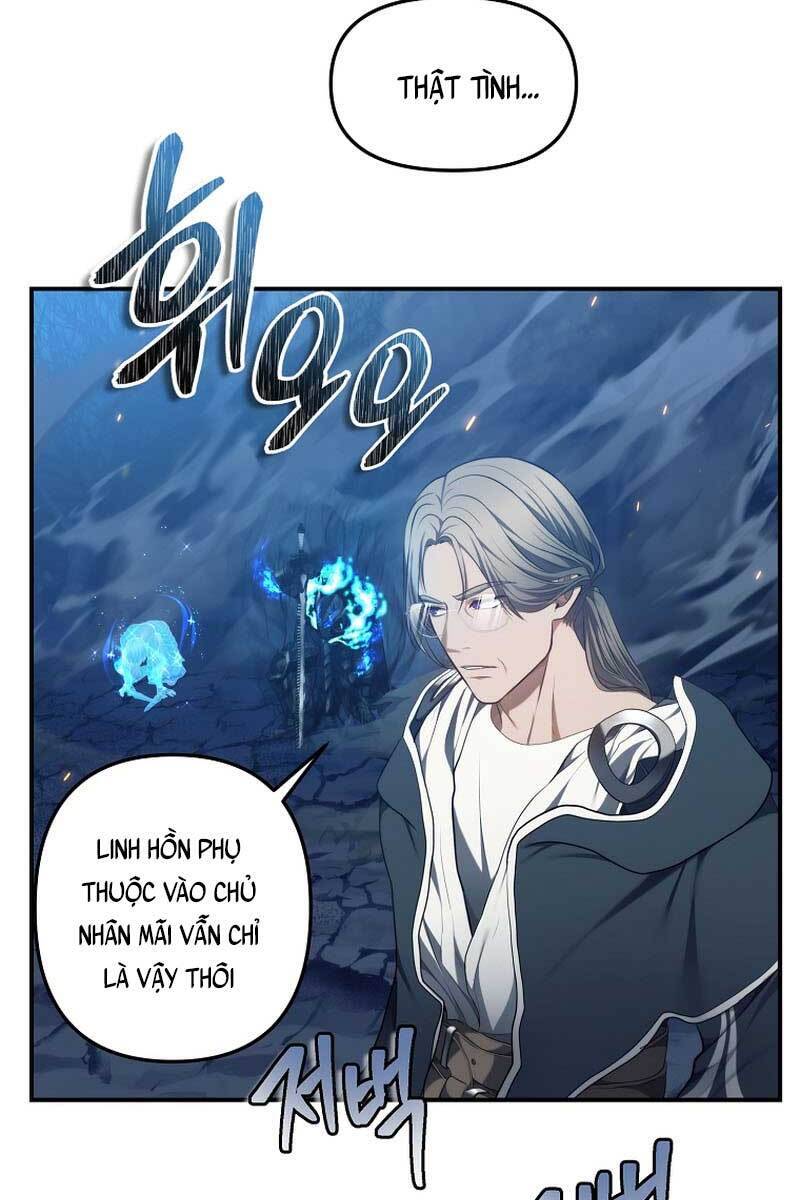 THẬT TÌNH...
휘오오
LINH HỒN PHỤ
THUỘC VÀO CHỦ
NHÂN MÃI VẪN CHỈ
LÀ VẬY THÔI
저벅